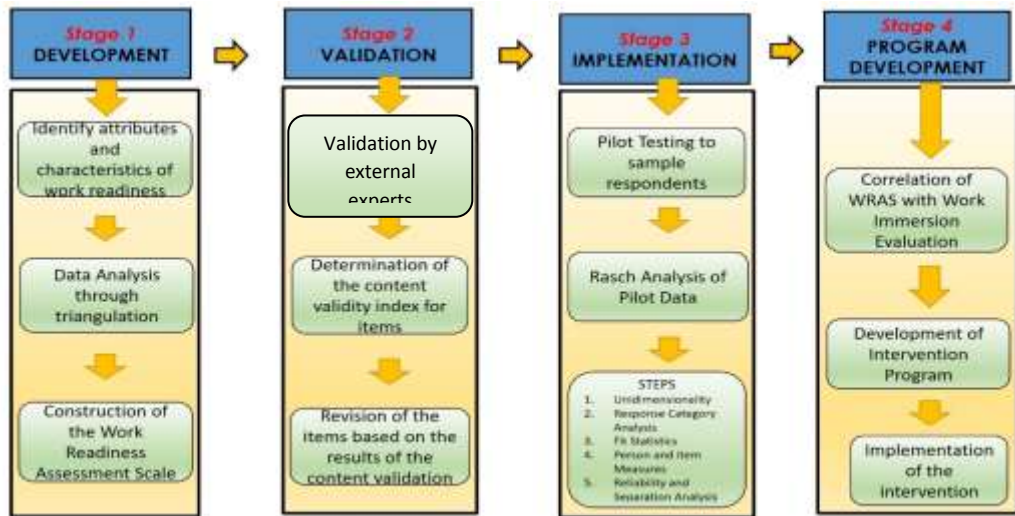 Stage 1
DEVELOPMENT
Identify attributes
and
characteristics of
work readiness
Data Analysis
through
triangulation
Construction of
the Work
Readiness
Assessment Scale
Stage 2
VALIDATION
Validation by
external
experts
Determination of
the content
validity index for
items
Revision of the
items based on the
results of the
content validation
Stage 3
IMPLEMENTATION
Pilot Testing to
sample
respondents
Rasch Analysis of
Pilot Data
STEPS
1. Unidimensionality
2. Response Category
Analysis
3. Fit Statistics
4. Person and Item
Measures
5. Reliability and
Separation Analysis
Stage 4
PROGRAM
DEVELOPMENT
Correlation of
WRAS with Work
Immersion
Evaluation
Development of
Intervention
Program
Implementation
of the
intervention